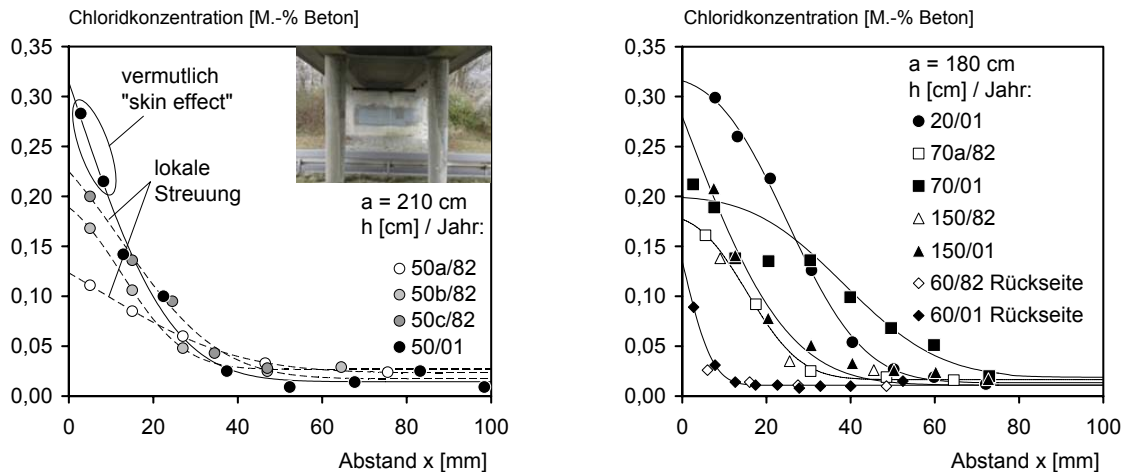 Chloridkonzentration [M.-% Beton]
0,35
0,30
0,25
0,20
0,15
0,10
0,05
0,00
0
20
40
60
80
100
Abstand x [mm]
vermutlich
"skin effect"
lokale
Streuung
a = 210 cm
h [cm] / Jahr:
50a/82
50b/82
50c/82
50/01
Chloridkonzentration [M.-% Beton]
0,35
0,30
0,25
0,20
0,15
0,10
0,05
0,00
0
20
40
60
80
100
Abstand x [mm]
a = 180 cm
h [cm] / Jahr:
20/01
70a/82
70/01
150/82
150/01
60/82 Rückseite
60/01 Rückseite